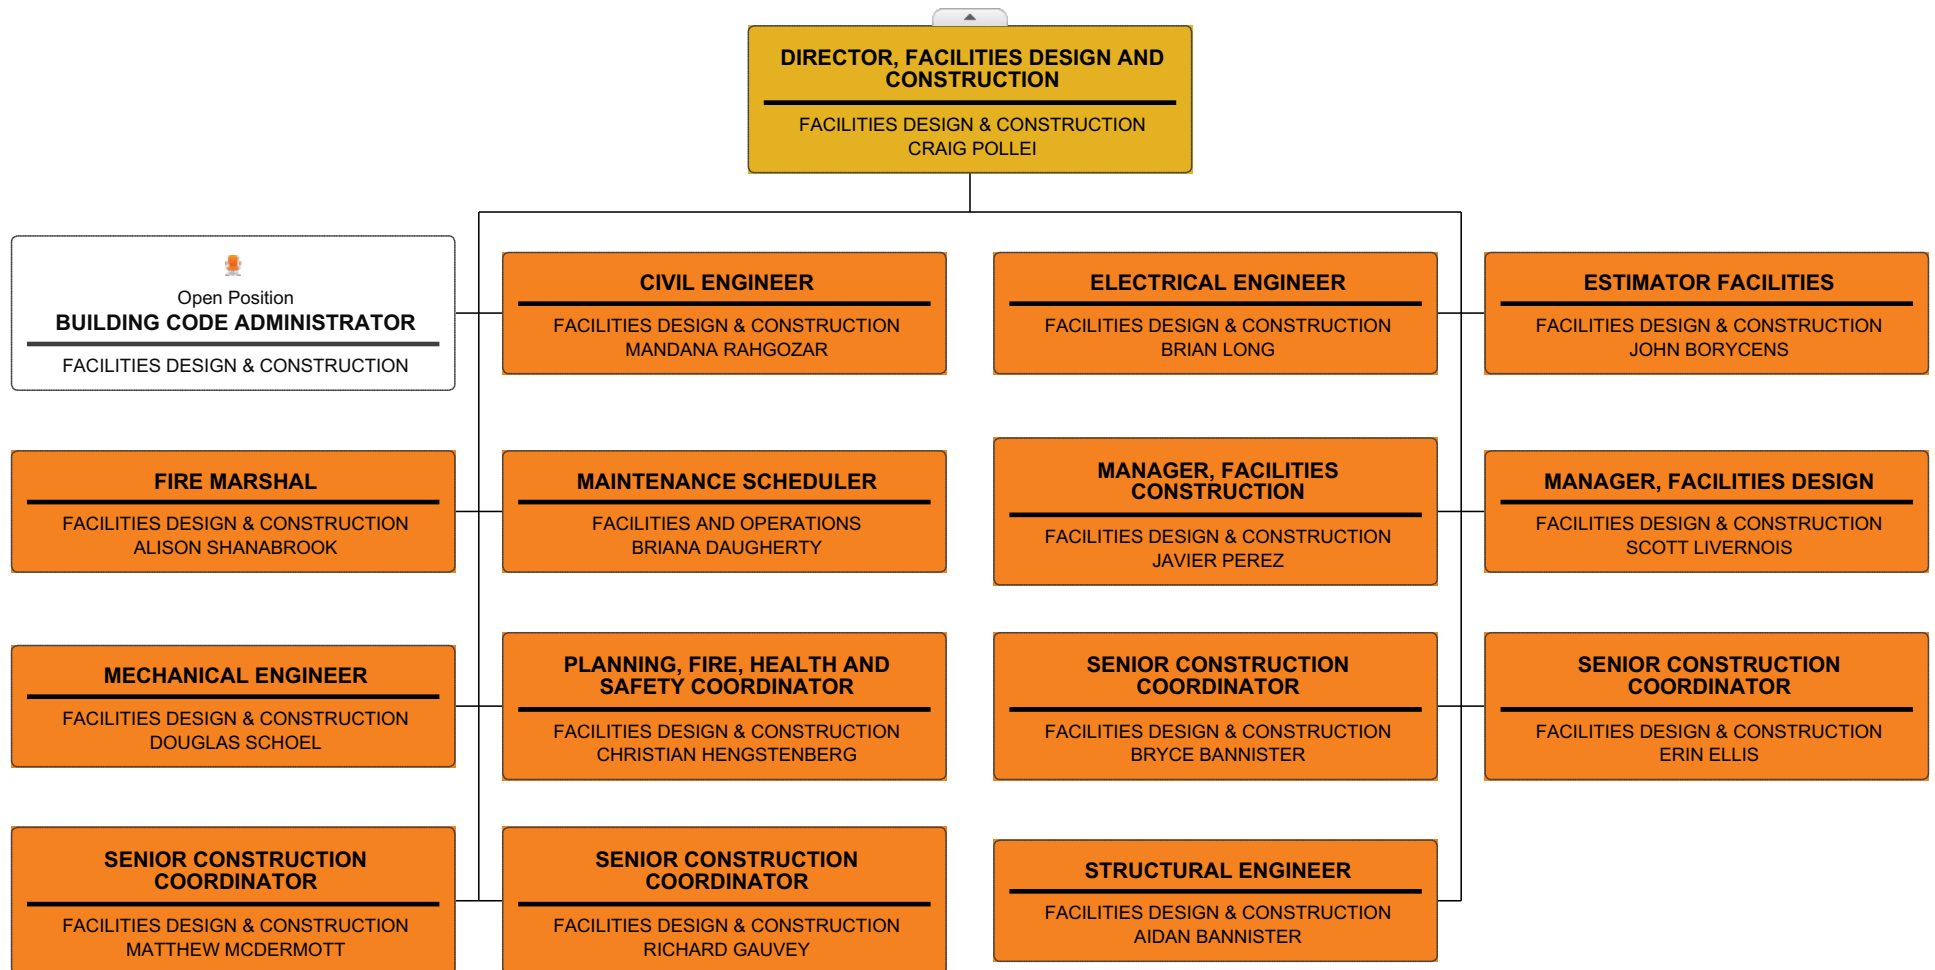 DIRECTOR, FACILITIES DESIGN AND
CONSTRUCTION
FACILITIES DESIGN & CONSTRUCTION
CRAIG POLLEI
Open Position
BUILDING CODE ADMINISTRATOR
FACILITIES DESIGN & CONSTRUCTION
CIVIL ENGINEER
FACILITIES DESIGN & CONSTRUCTION
MANDANA RAHGOZAR
ELECTRICAL ENGINEER
FACILITIES DESIGN & CONSTRUCTION
BRIAN LONG
ESTIMATOR FACILITIES
FACILITIES DESIGN & CONSTRUCTION
JOHN BORYCENS
FIRE MARSHAL
FACILITIES DESIGN & CONSTRUCTION
ALISON SHANABROOK
MAINTENANCE SCHEDULER
FACILITIES AND OPERATIONS
BRIANA DAUGHERTY
MANAGER, FACILITIES
CONSTRUCTION
FACILITIES DESIGN & CONSTRUCTION
JAVIER PEREZ
MANAGER, FACILITIES DESIGN
FACILITIES DESIGN & CONSTRUCTION
SCOTT LIVERNOIS
MECHANICAL ENGINEER
FACILITIES DESIGN & CONSTRUCTION
DOUGLAS SCHOEL
PLANNING, FIRE, HEALTH AND
SAFETY COORDINATOR
FACILITIES DESIGN & CONSTRUCTION
CHRISTIAN HENGSTENBERG
SENIOR CONSTRUCTION
COORDINATOR
FACILITIES DESIGN & CONSTRUCTION
BRYCE BANNISTER
SENIOR CONSTRUCTION
COORDINATOR
FACILITIES DESIGN & CONSTRUCTION
ERIN ELLIS
SENIOR CONSTRUCTION
COORDINATOR
FACILITIES DESIGN & CONSTRUCTION
MATTHEW MCDERMOTT
SENIOR CONSTRUCTION
COORDINATOR
FACILITIES DESIGN & CONSTRUCTION
RICHARD GAUVEY
STRUCTURAL ENGINEER
FACILITIES DESIGN & CONSTRUCTION
AIDAN BANNISTER